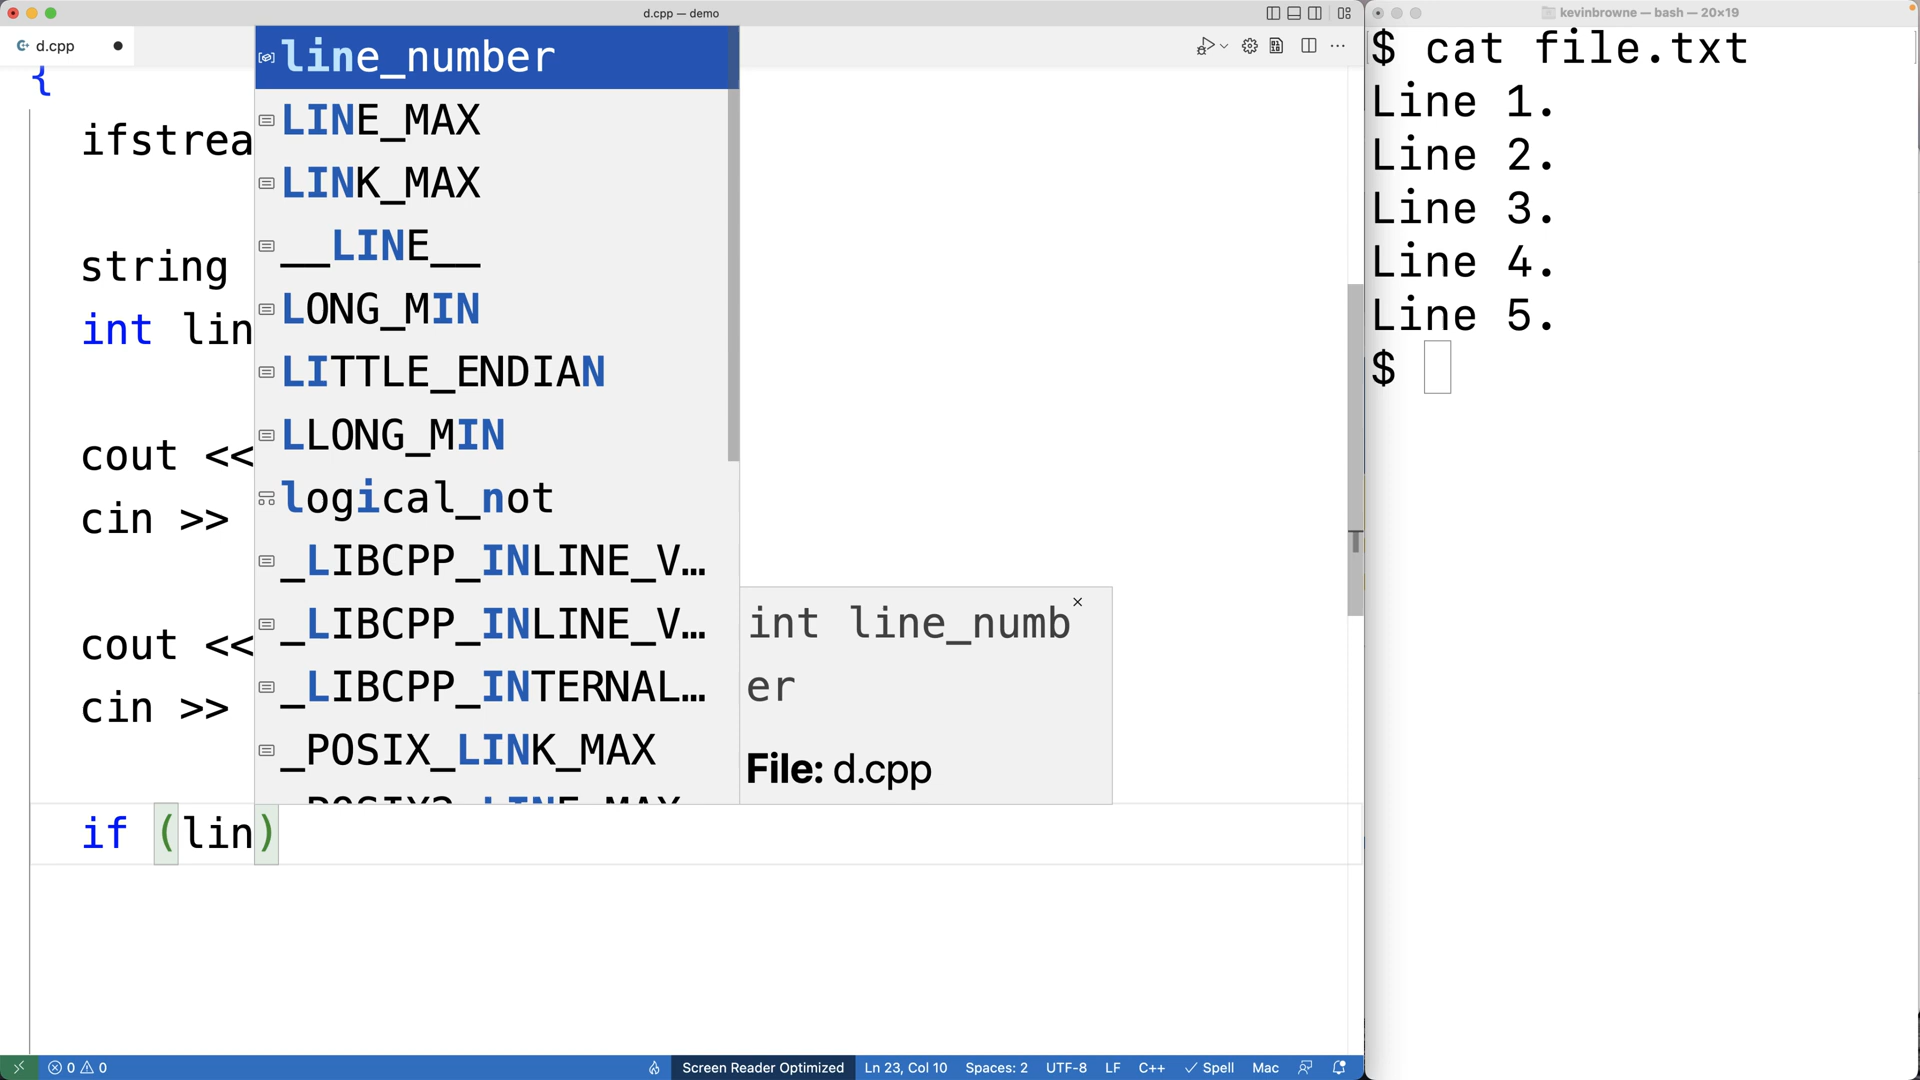 d.cpp — demo
d.cpp
{
ifstrea
string
int lin
cout <<
cin >>
cout <<
cin >>
if (lin)
line_number
LINE_MAX
LINK_MAX
__LINE__
LONG_MIN
LITTLE_ENDIAN
LLONG_MIN
logical_not
_LIBCPP_INLINE_V…
_LIBCPP_INLINE_V…
_LIBCPP_INTERNAL…
_POSIX_LINK_MAX
_POSIX2_LINE_MAX
int line_numb
er
File: d.cpp
0 0 Screen Reader Optimized Ln 23, Col 10 Spaces: 2 UTF-8 LF C++ Spell Mac
kevinbrowne — bash — 20×19
$ cat file.txt
Line 1.
Line 2.
Line 3.
Line 4.
Line 5.
$